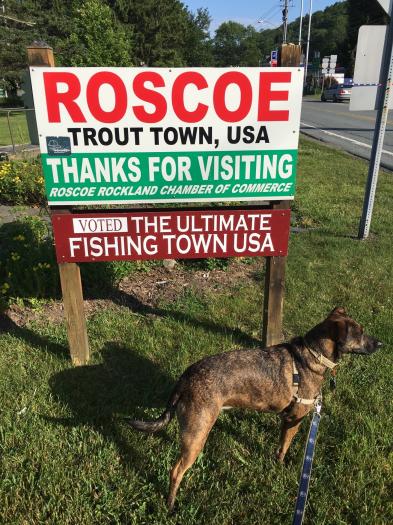 ROSCOE
TROUT TOWN, USA
THANKS FOR VISITING
ROSCOE ROCKLAND CHAMBER OF COMMERCE
VOTED THE ULTIMATE
FISHING TOWN USA